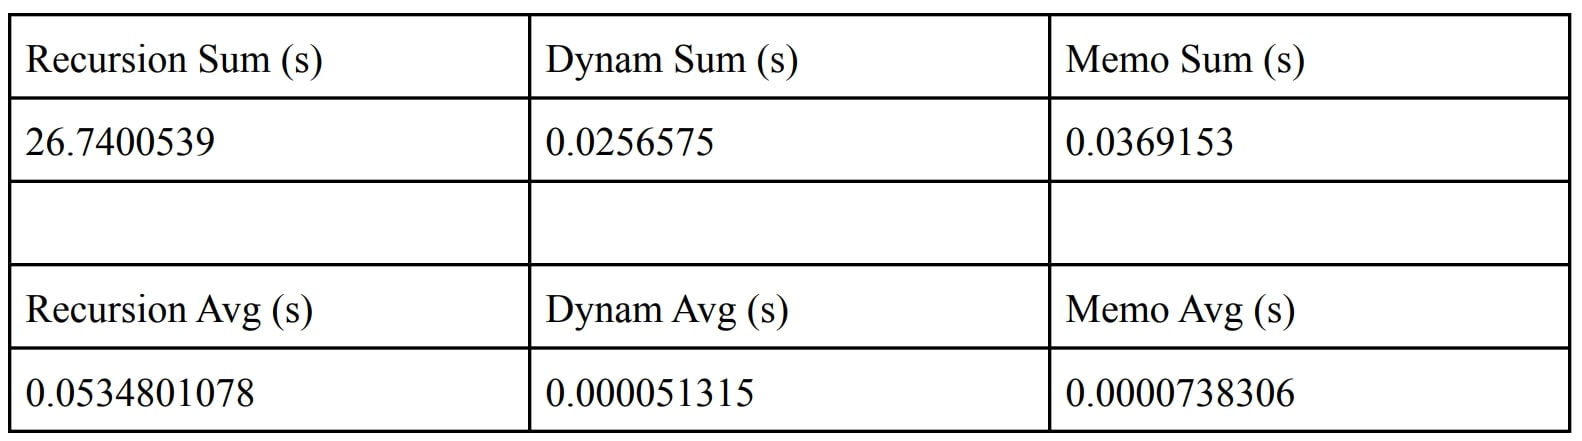 Recursion Sum (s) Dynam Sum (s) Memo Sum (s)
26.7400539 0.0256575 0.0369153
Recursion Avg (s) Dynam Avg (s) Memo Avg (s)
0.0534801078 0.000051315 0.0000738306